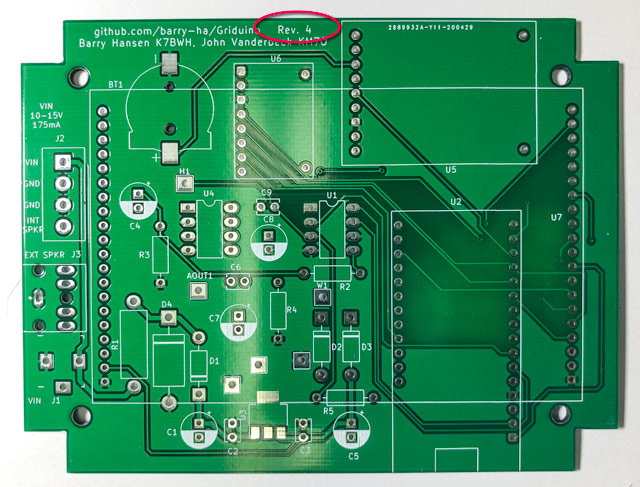 github.com/barry-ha/Griduino Rev. 4
Barry Hansen K7BWH, John Vanderbeck KM7O
2889932A-Y11-200429
U6
BT1
VIN
10-15V
175mA
+
U5
J2
H1
VIN
GND
GND
INT
SPKR
U4
C9
U1
U2
U7
C4
C8
R3
EXT SPKR J3
AOUT1
C6
R2
W1
D4
C7
R4
R1
D1
D2
D3
R5
VIN
J1
C1
C2
U3
C3
C5